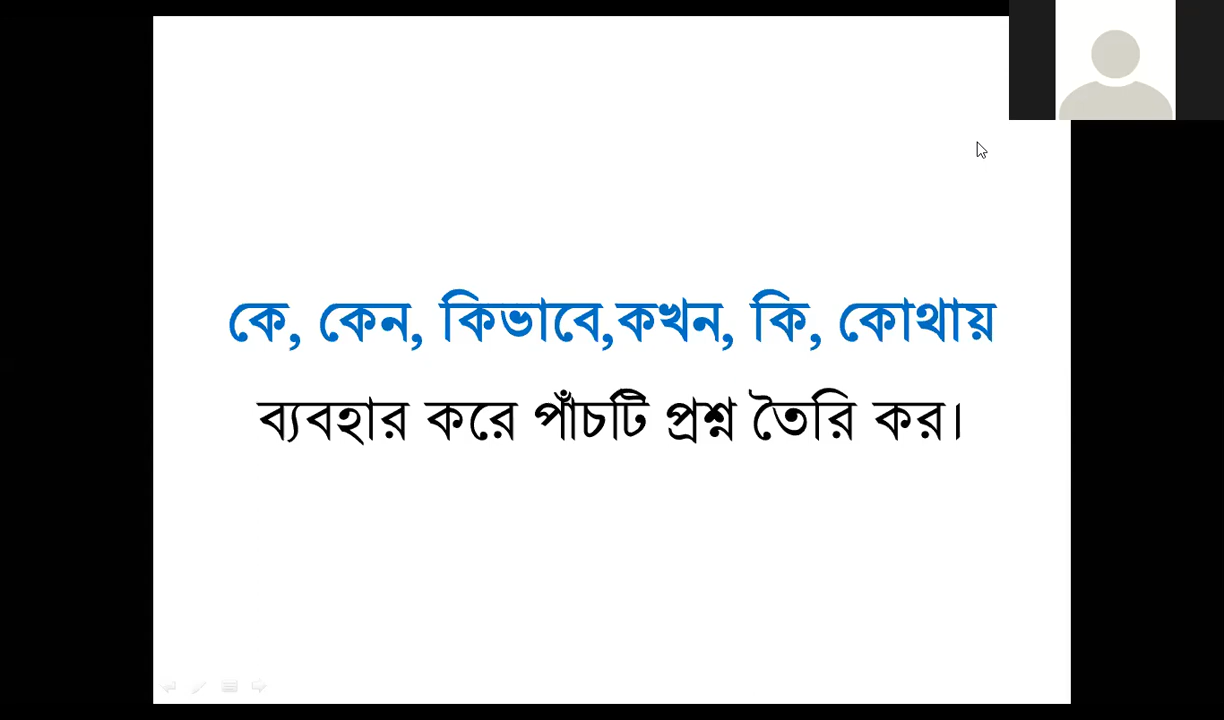 কে, কেন, কিভাবে,কখন, কি, কোথায়
ব্যবহার করে পাঁচটি প্রশ্ন তৈরি কর।